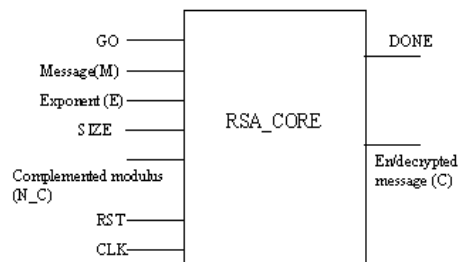 GO
Message(M)
Exponent (E)
SIZE
Complemented modulus
(N_C)
RST
CLK
RSA_CORE
DONE
En/decrypted
message (C)